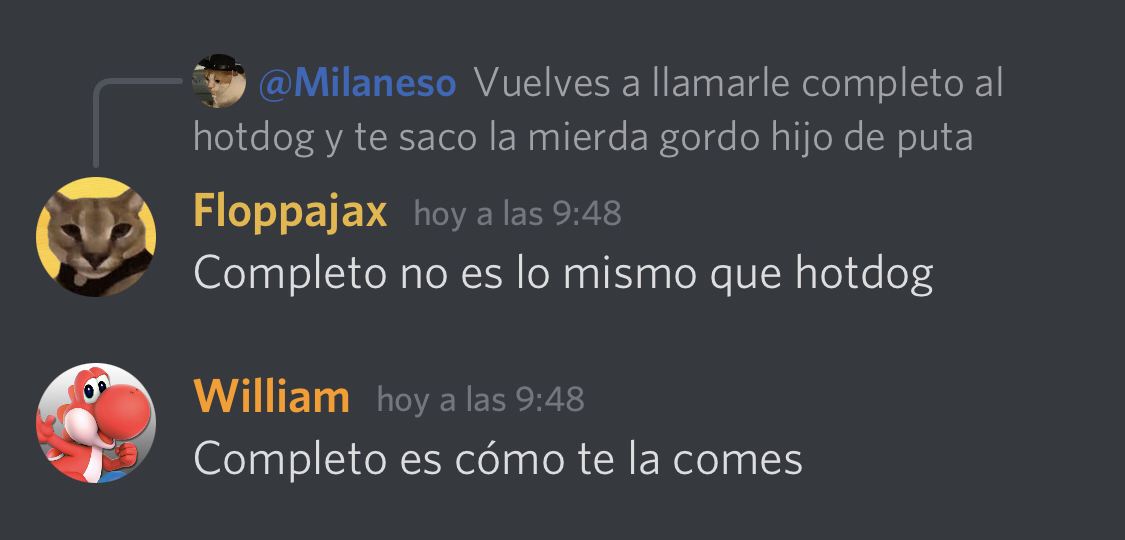 @Milaneso Vuelves a llamarle completo al
hotdog y te saco la mierda gordo hijo de puta
Floppajax hoy a las 9:48
Completo no es lo mismo que hotdog
William hoy a las 9:48
Completo es cómo te la comes